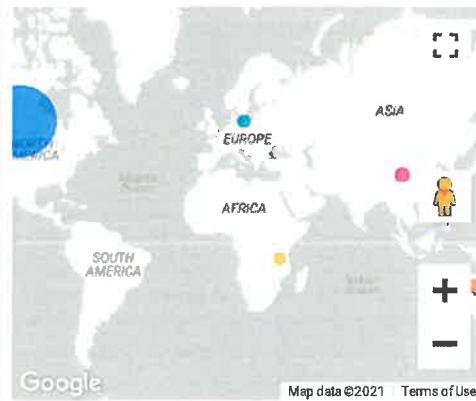 ASIA
EUROPE
AFRICA
SOUTH
AMERICA
Google
Map data ©2021 Terms of Use